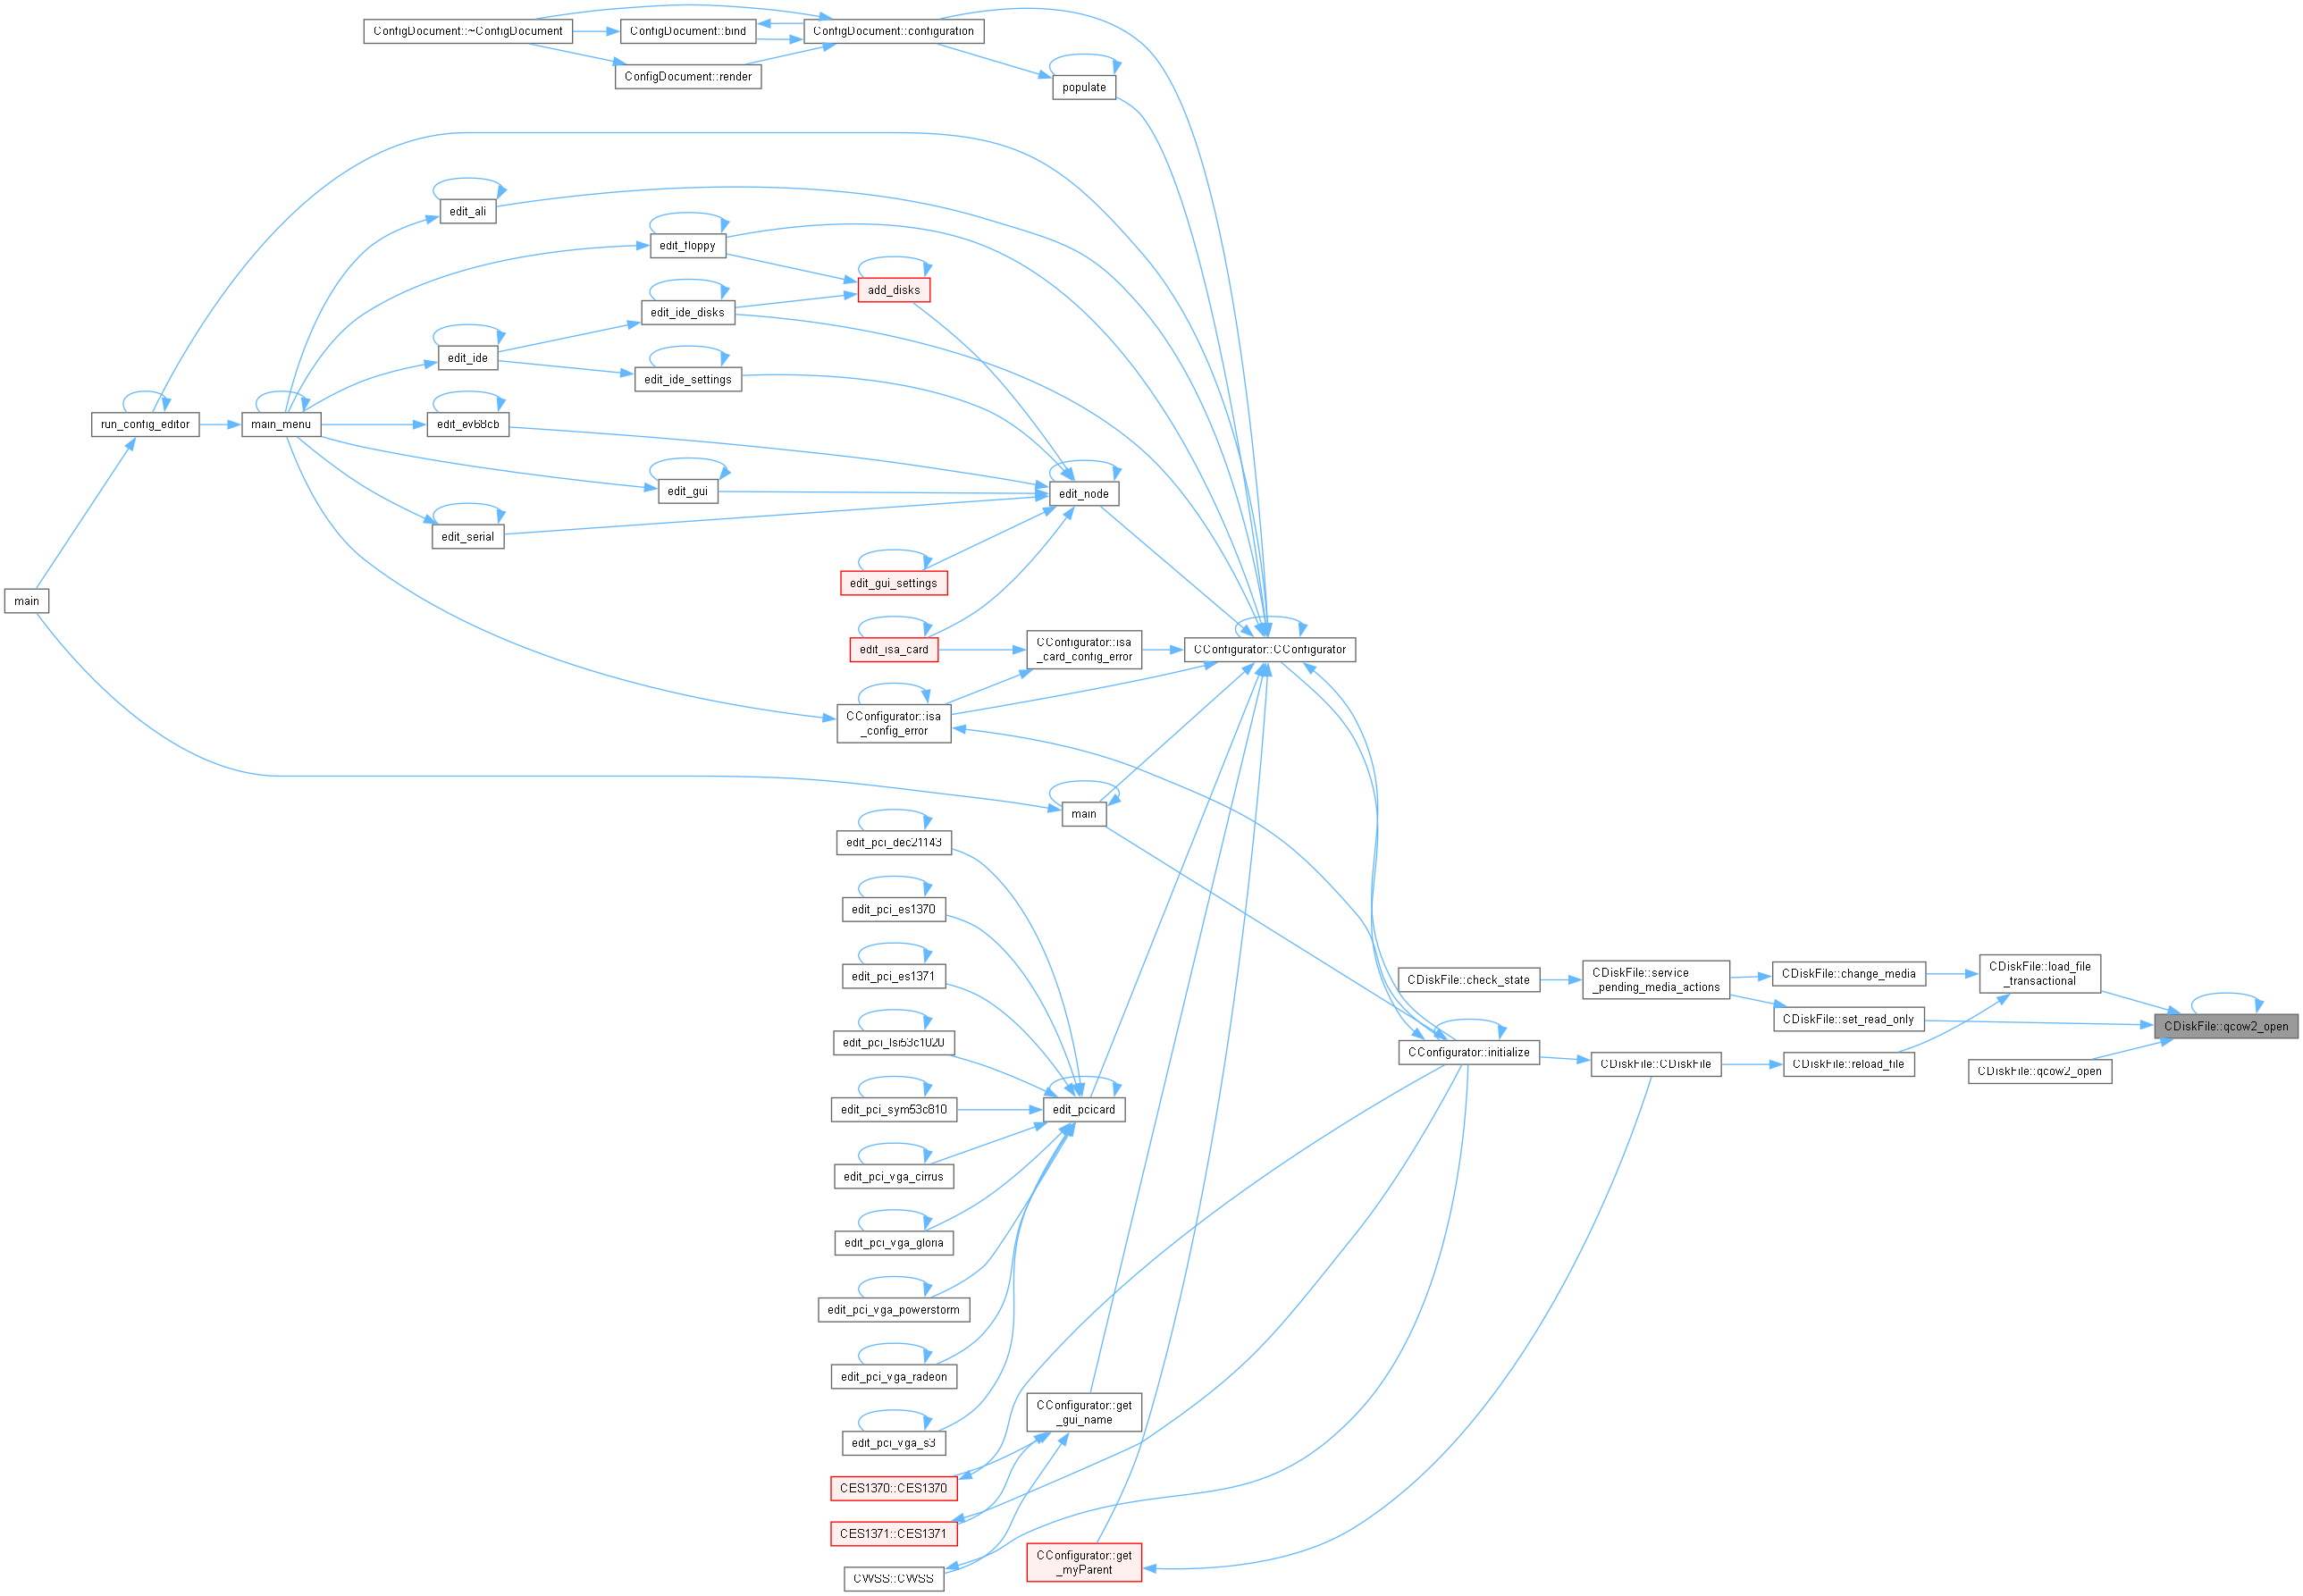 ConfigDocument::~ConfigDocument
ConfigDocument::bind
ConfigDocument::configuration
ConfigDocument::render
populate
edit_ali
edit_floppy
add_disks
edit_ide_disks
edit_ide
edit_ide_settings
run_config_editor
main_menu
edit_ev68cb
edit_gui
edit_node
edit_serial
edit_gui_settings
main
edit_isa_card
CConfigurator::isa
_card_config_error
CConfigurator::CConfigurator
CConfigurator::isa
_config_error
main
edit_pci_dec21143
edit_pci_es1370
edit_pci_es1371
CDiskFile::check_state
CDiskFile::service
_pending_media_actions
CDiskFile::change_media
CDiskFile::load_file
_transactional
CDiskFile::set_read_only
CDiskFile::qcow2_open
edit_pci_lsi53c1020
CConfigurator::initialize
CDiskFile::CDiskFile
CDiskFile::reload_file
CDiskFile::qcow2_open
edit_pci_sym53c810
edit_pcicard
edit_pci_vga_cirrus
edit_pci_vga_gloria
edit_pci_vga_powerstorm
edit_pci_vga_radeon
CConfigurator::get
_gui_name
edit_pci_vga_s3
CES1370::CES1370
CES1371::CES1371
CConfigurator::get
_myParent
CWSS::CWSS